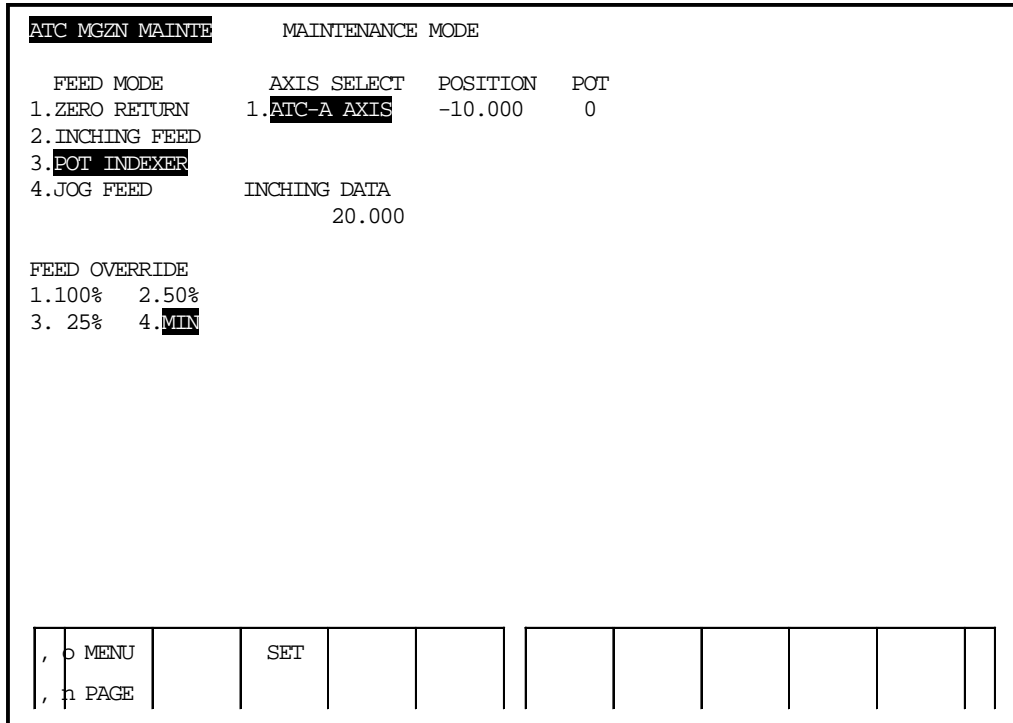 ATC MGZN MAINTE MAINTENANCE MODE
FEED MODE AXIS SELECT POSITION POT
1.ZERO RETURN 1.ATC-A AXIS -10.000 0
2.INCHING FEED
3.POT INDEXER
4.JOG FEED INCHING DATA
20.000
FEED OVERRIDE
1.100% 2.50%
3. 25% 4.MIN
, o MENU SET
, n PAGE